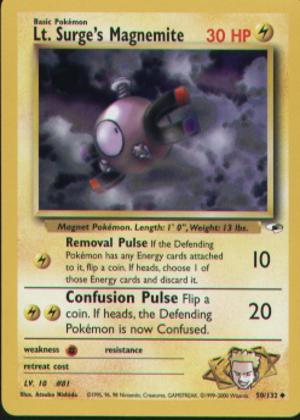 Basic Pokémon
Lt. Surge's Magnemite 30 HP
Magnet Pokémon. Length: 1' 0", Weight: 13 lbs.
Removal Pulse If the Defending
Pokémon has any Energy cards attached
to it, flip a coin. If heads, choose 1 of
those Energy cards and discard it.
10
Confusion Pulse Flip a
coin. If heads, the Defending
Pokémon is now Confused.
20
weakness resistance
retreat cost
LV. 10 #81
Illus. Atsuko Nishida ©1995, 96, 98 Nintendo, Creatures, GAMEFREAK. ©1999-2000 Wizards. 50/132